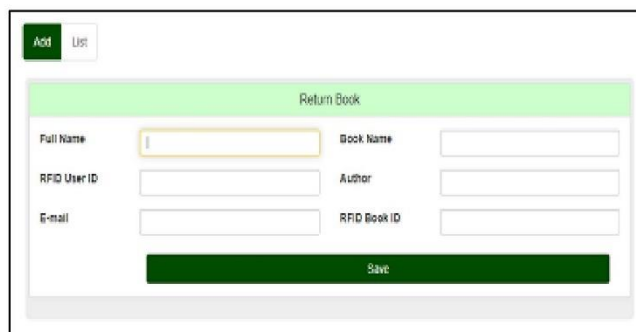 Add List
Return Book
Full Name Book Name
RFID User ID Author
E-mail RFID Book ID
Save